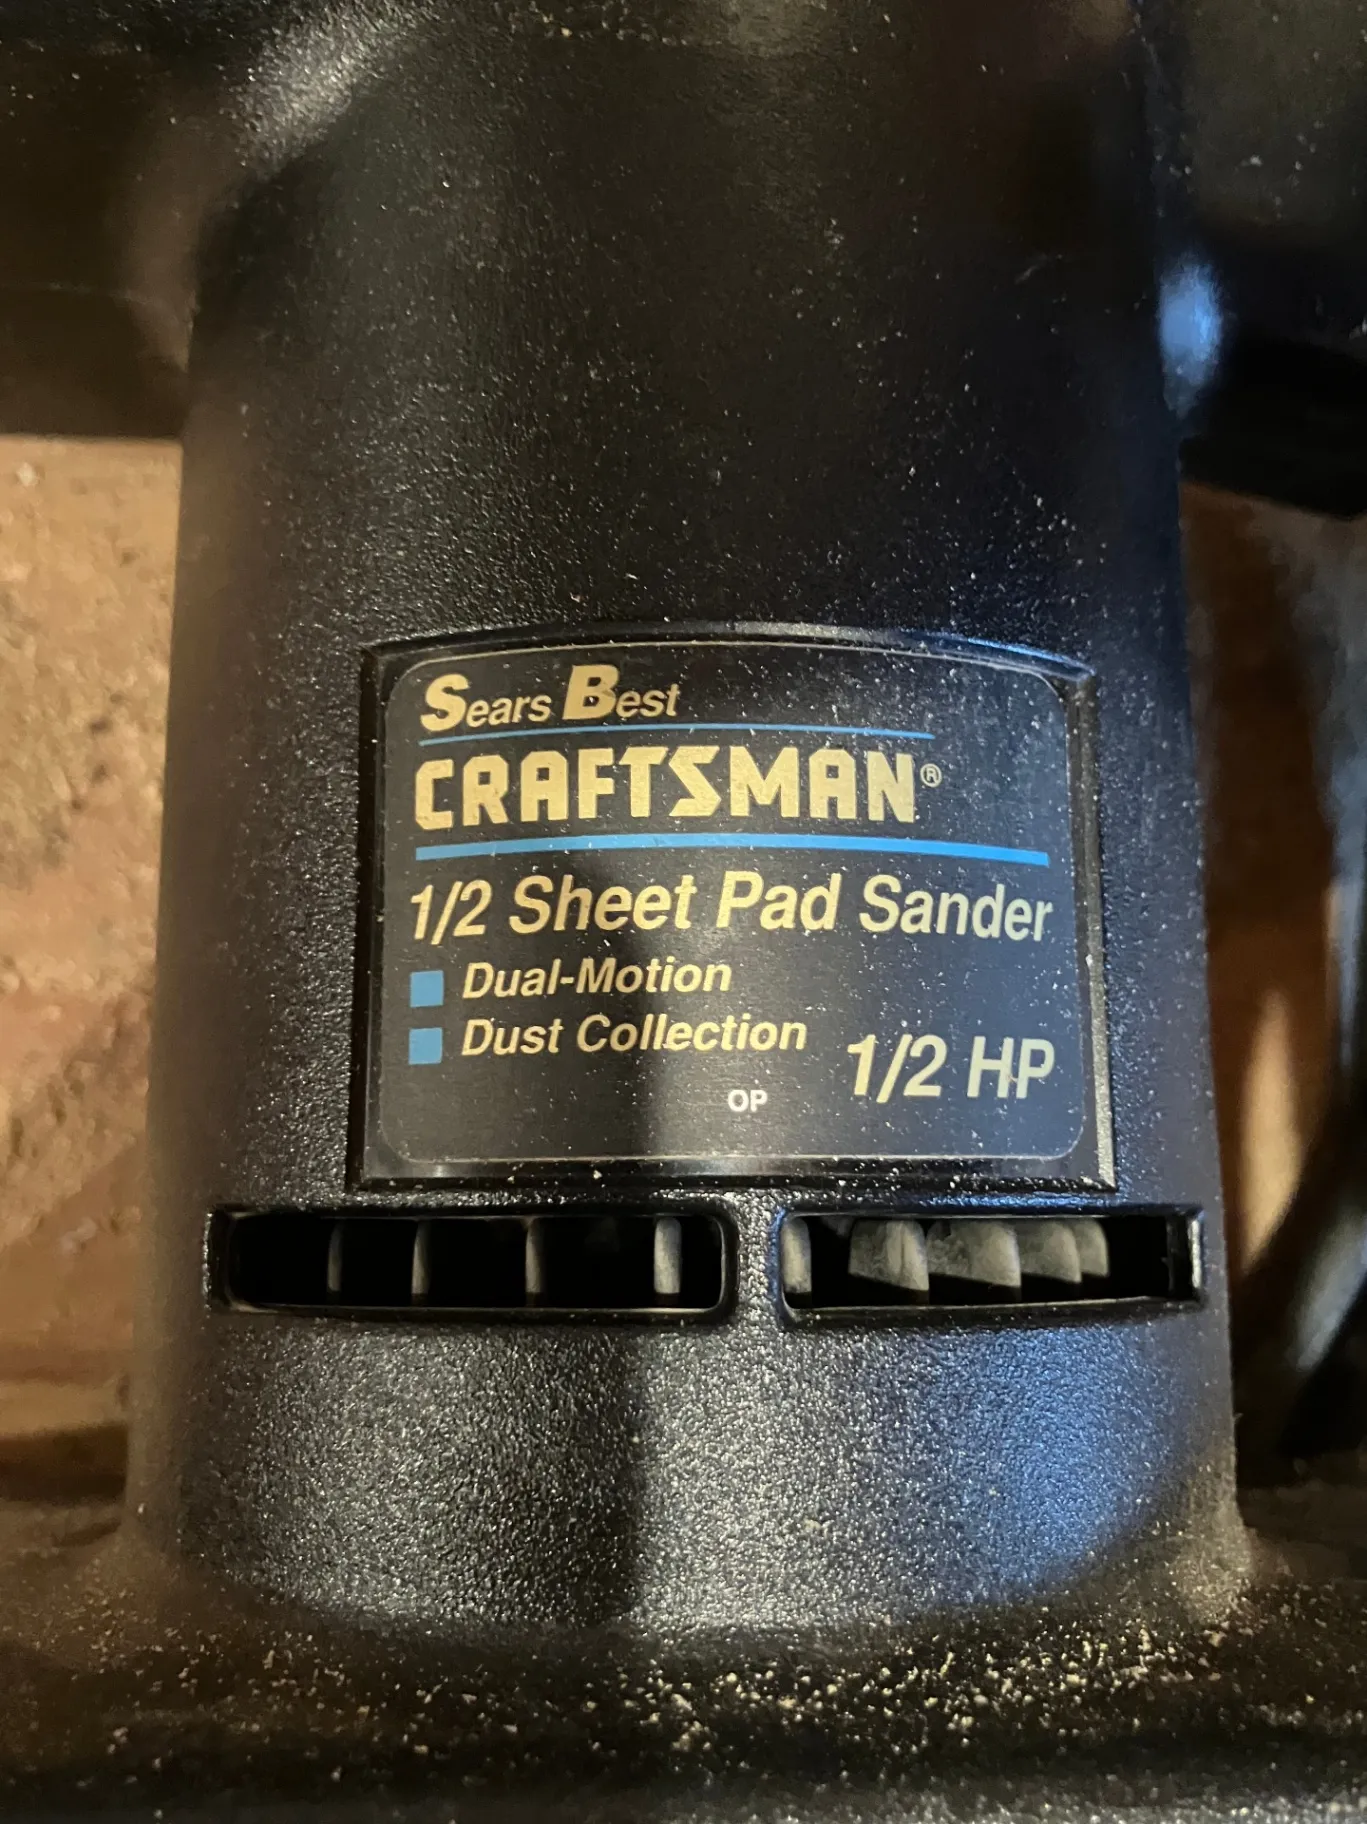 Sears Best
CRAFTSMAN®
1/2 Sheet Pad Sander
Dual-Motion
Dust Collection
1/2 HP
OP